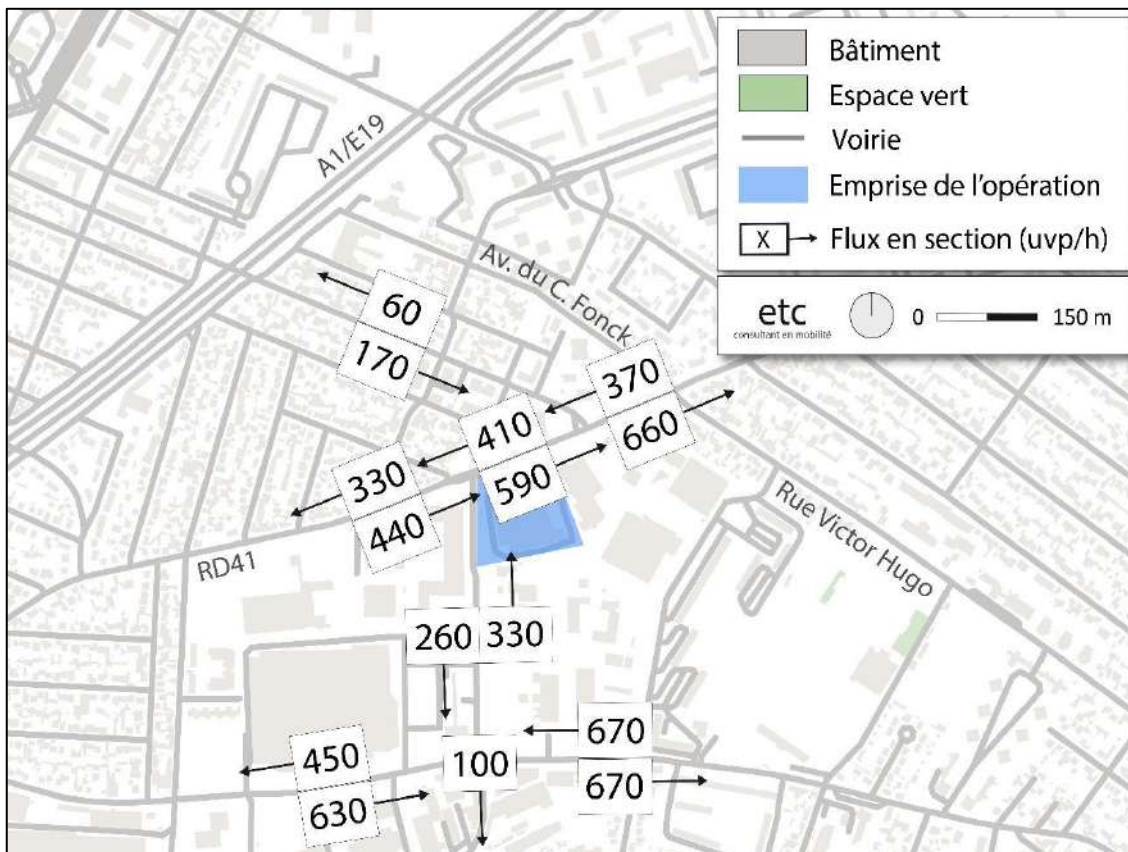 Bâtiment
Espace vert
Voirie
Emprise de l'opération
X Flux en section (uvp/h)
etc
consultant en mobilité
0 150 m
A1/E19
Av. du C. Fonck
60
170
370
660
410
590
330
440
RD41
Rue Victor Hugo
260 330
670
670
100
450
630